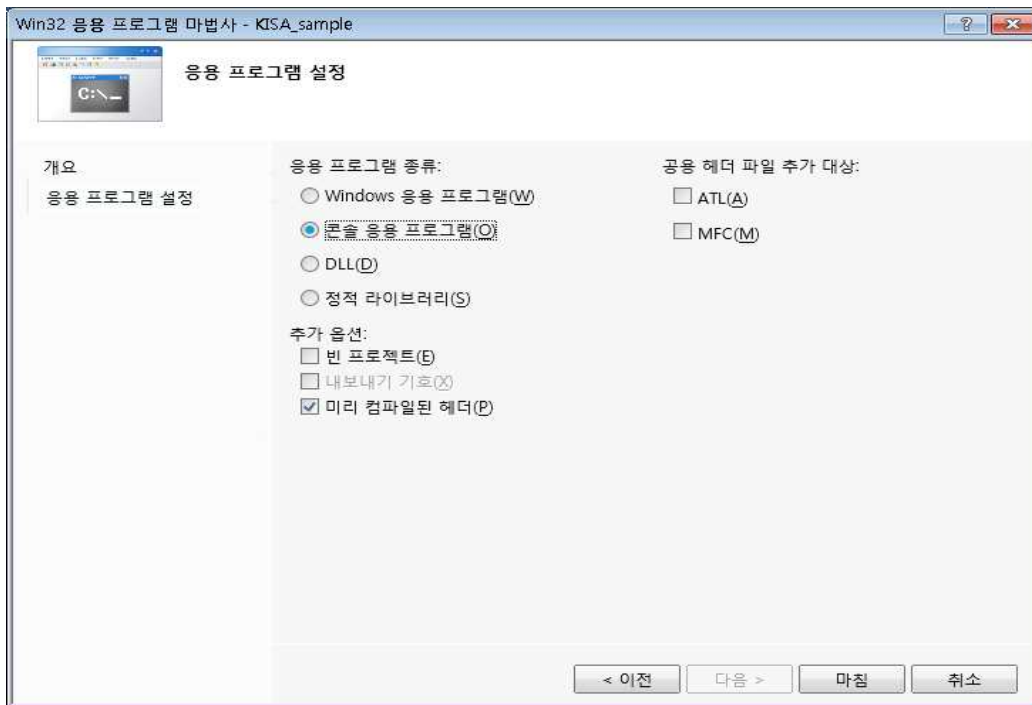 Win32 응용 프로그램 마법사 - KISA_sample
C:\_
응용 프로그램 설정
개요
응용 프로그램 설정
응용 프로그램 종류:
Windows 응용 프로그램(W)
콘솔 응용 프로그램(O)
DLL(D)
정적 라이브러리(S)
추가 옵션:
빈 프로젝트(E)
내보내기 기호(X)
미리 컴파일된 헤더(P)
공용 헤더 파일 추가 대상:
ATL(A)
MFC(M)
< 이전
다음 >
마침
취소